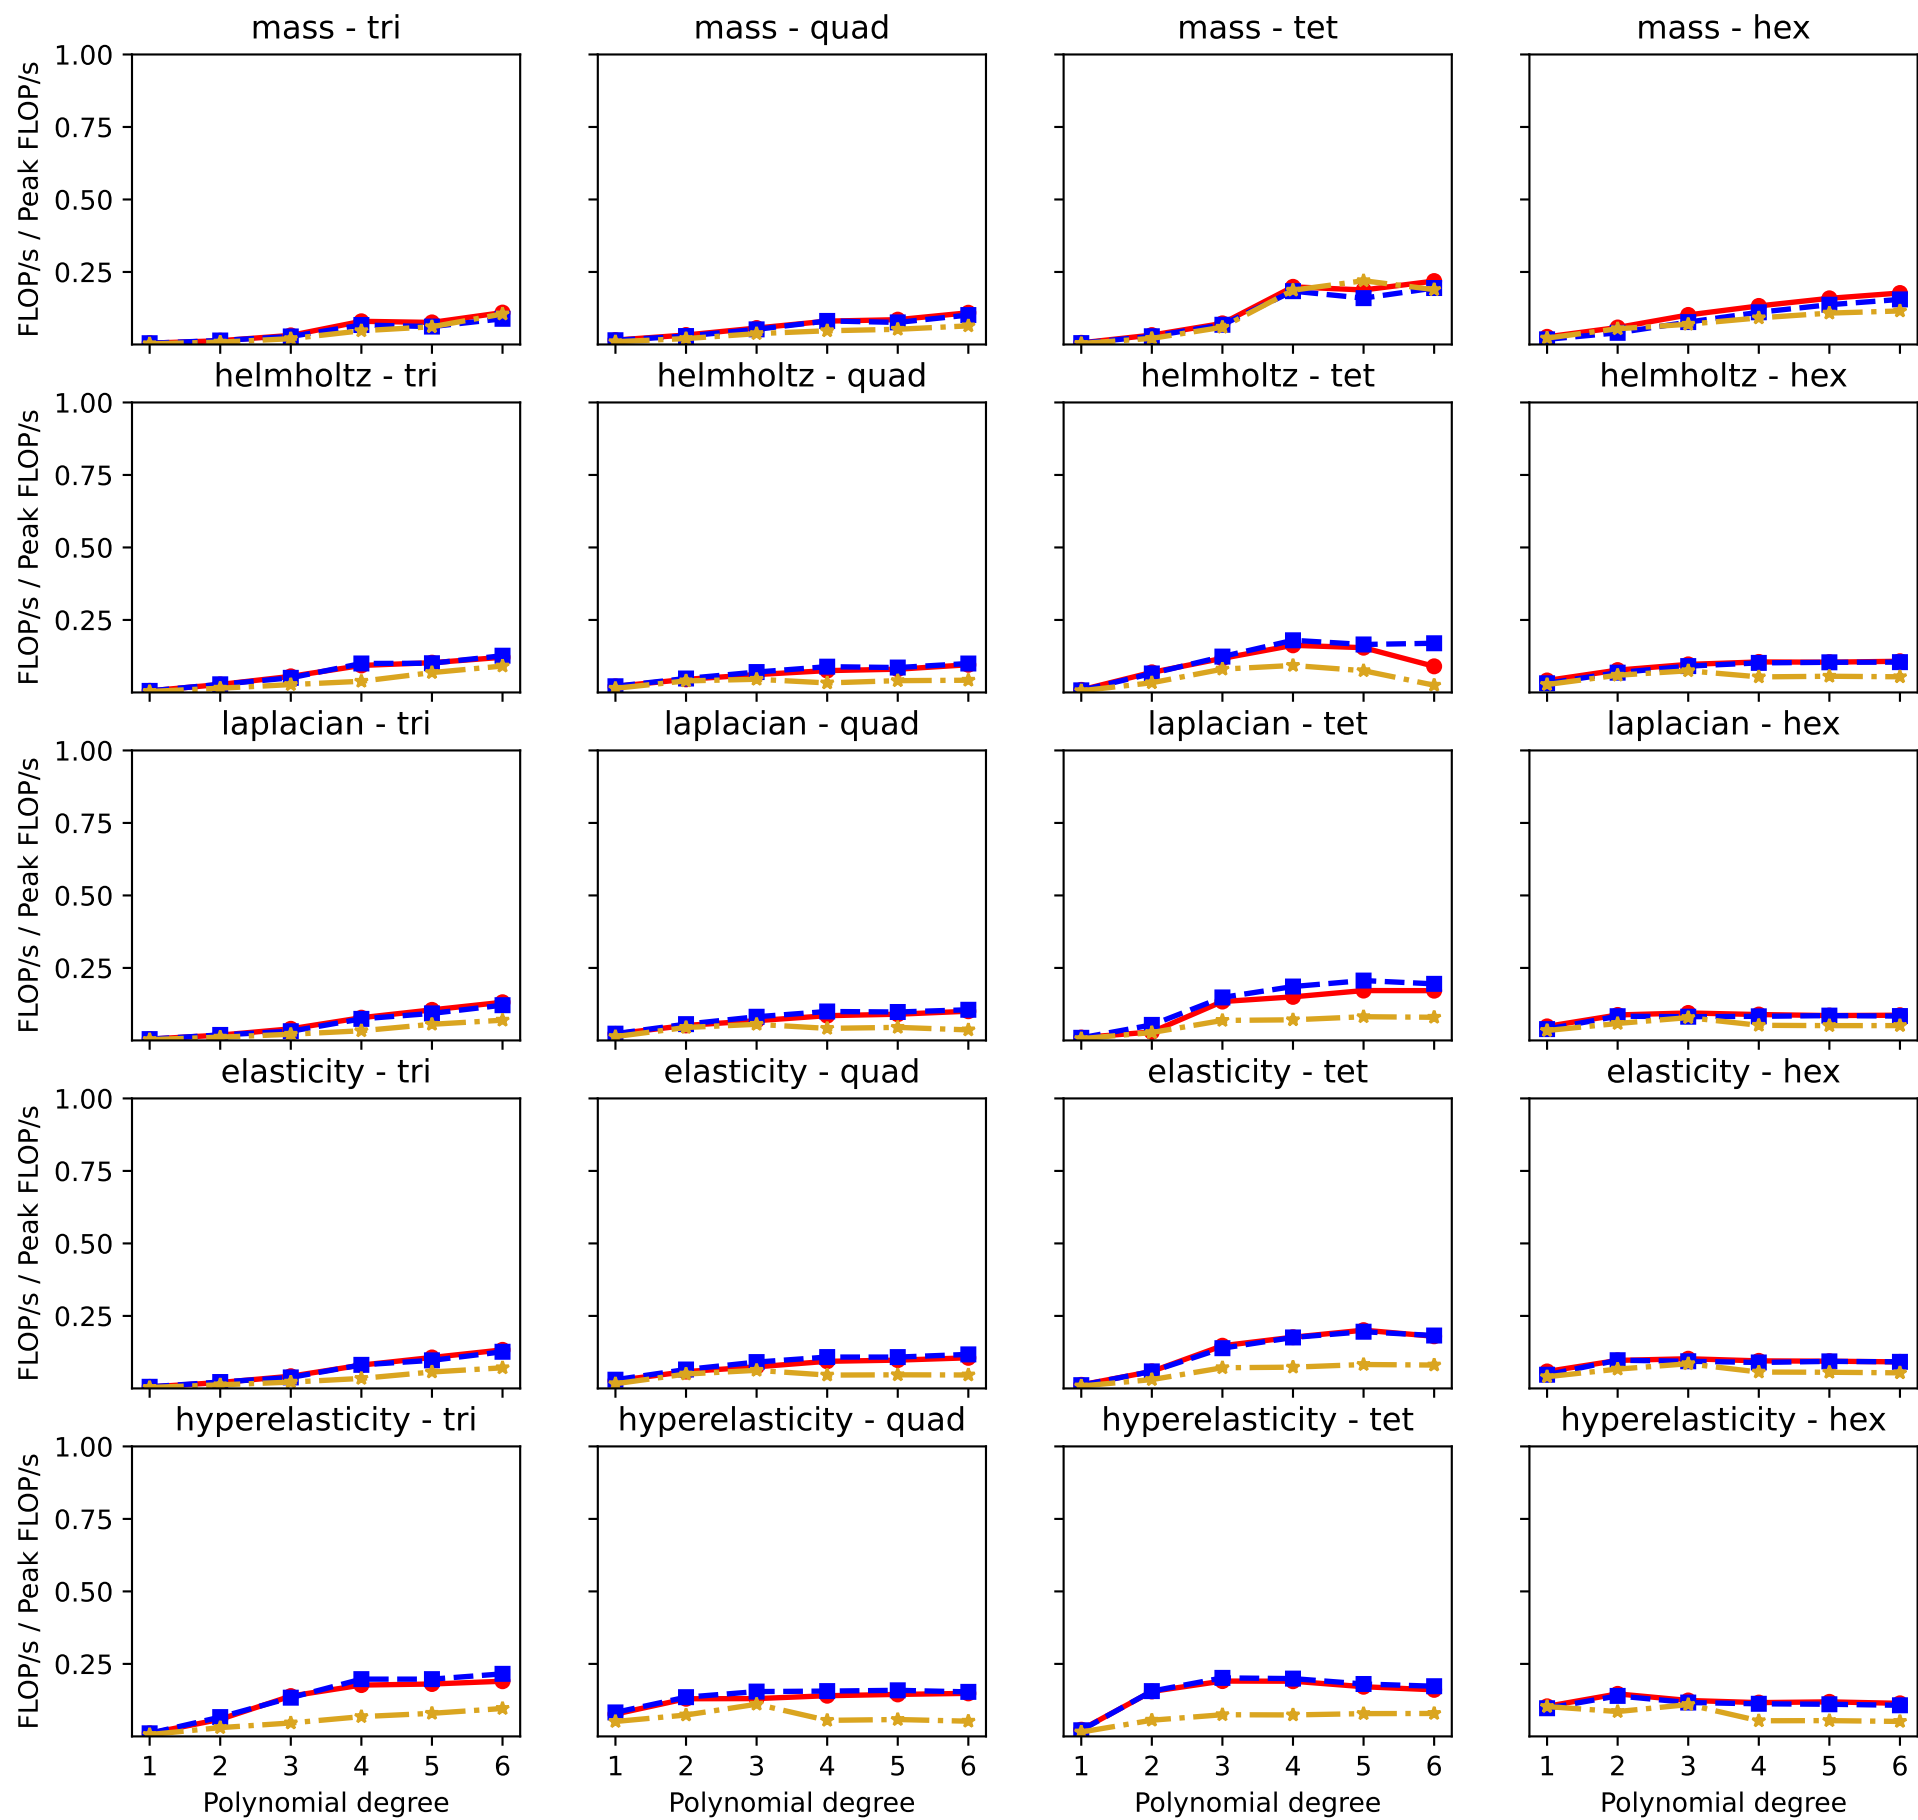 mass - tri
mass - quad
mass - tet
mass - hex
FLOP/s / Peak FLOP/s
1.00
0.75
0.50
0.25
helmholtz - tri
helmholtz - quad
helmholtz - tet
helmholtz - hex
FLOP/s / Peak FLOP/s
1.00
0.75
0.50
0.25
laplacian - tri
laplacian - quad
laplacian - tet
laplacian - hex
FLOP/s / Peak FLOP/s
1.00
0.75
0.50
0.25
elasticity - tri
elasticity - quad
elasticity - tet
elasticity - hex
FLOP/s / Peak FLOP/s
1.00
0.75
0.50
0.25
hyperelasticity - tri
hyperelasticity - quad
hyperelasticity - tet
hyperelasticity - hex
FLOP/s / Peak FLOP/s
1.00
0.75
0.50
0.25
1 2 3 4 5 6
1 2 3 4 5 6
1 2 3 4 5 6
1 2 3 4 5 6
Polynomial degree
Polynomial degree
Polynomial degree
Polynomial degree